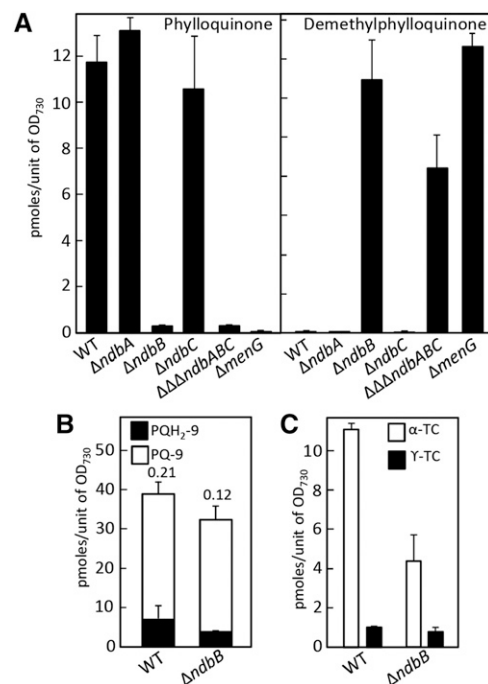 A
Phylloquinone
Demethylphylloquinone
pmoles/unit of OD730
12
10
8
6
4
2
0
WT
ΔndbA
ΔndbB
ΔndbC
ΔΔΔndbABC
ΔmenG
WT
ΔndbA
ΔndbB
ΔndbC
ΔΔΔndbABC
ΔmenG
B
PQH2-9
PQ-9
pmoles/unit of OD730
50
40
30
20
10
0
0.21
0.12
WT
ΔndbB
C
α-TC
ϒ-TC
pmoles/unit of OD730
10
8
6
4
2
0
WT
ΔndbB